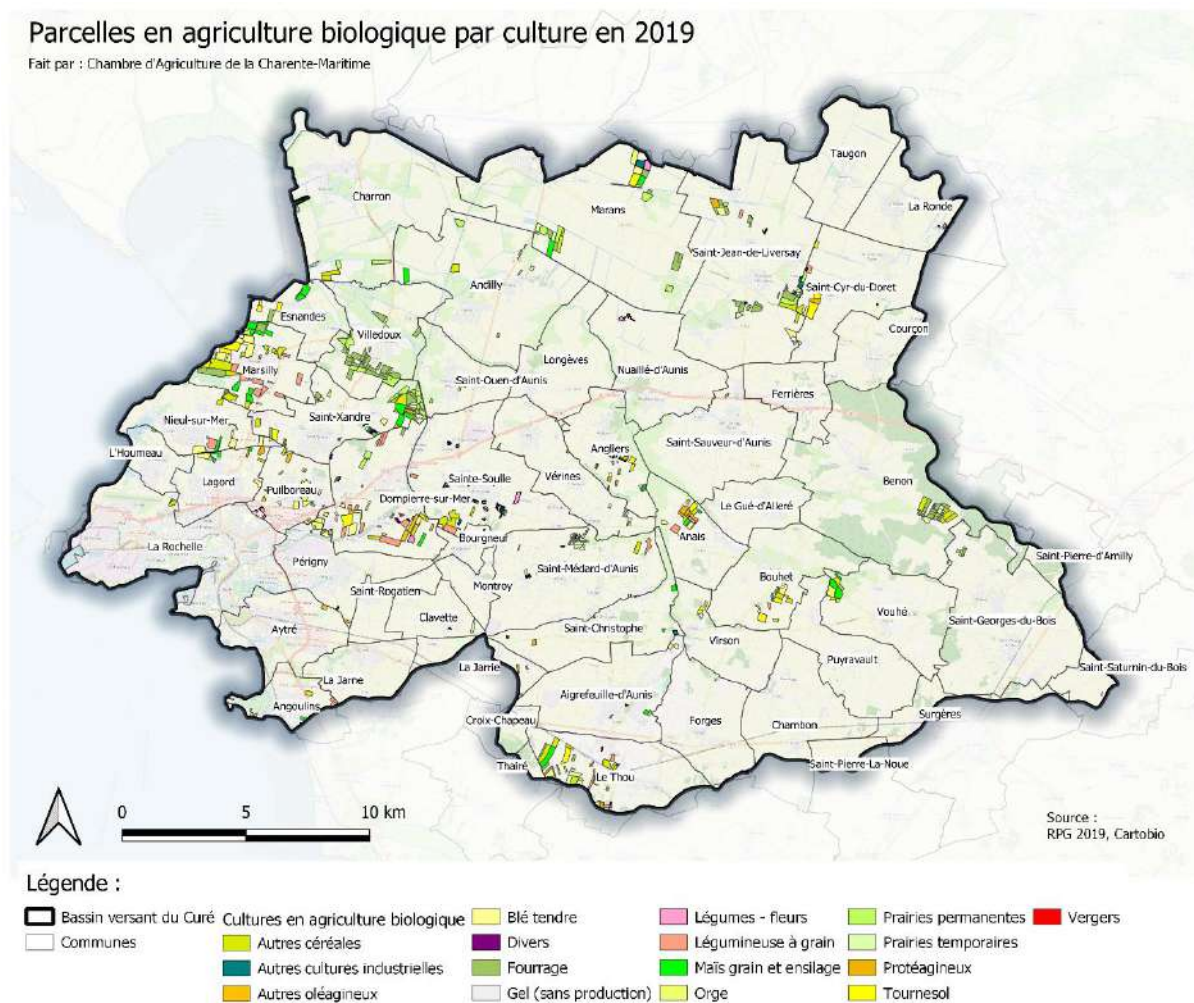 Parcelles en agriculture biologique par culture en 2019
Fait par : Chambre d'Agriculture de la Charente-Maritime
Taugon
Charron
Marans
La Ronde
Saint-Jean-de-Liversay
Andilly
Saint-Cyr-du-Doret
Esnandes
Villedoux
Courçon
Longèves
Marsilly
Nuaillé-d'Aunis
Saint-Ouen-d'Aunis
Ferrières
Nieul-sur-Mer
Saint-Xandre
Saint-Sauveur-d'Aunis
Angliers
L'Houmeau
Sainte-Soulle
Vérines
Benon
Lagord
Puilboreau
Dompierre-sur-Mer
Le Gué-d'Alleré
Bourgneuf
Anais
La Rochelle
Saint-Pierre-d'Amilly
Périgny
Saint-Médard-d'Aunis
Bouhet
Montroy
Saint-Rogatien
Vouhé
Clavette
Saint-Georges-du-Bois
Aytré
Saint-Christophe
Virson
Puyravault
La Jarrie
Saint-Saturnin-du-Bois
La Jarne
Aigrefeuille-d'Aunis
Angoulins
Croix-Chapeau
Forges
Chambon
Surgères
Thairé
Le Thou
Saint-Pierre-La-Noue
0 5 10 km
Source :
RPG 2019, Cartobio
Légende :
Bassin versant du Curé
Communes
Cultures en agriculture biologique
Autres céréales
Autres cultures industrielles
Autres oléagineux
Blé tendre
Divers
Fourrage
Gel (sans production)
Légumes - fleurs
Légumineuse à grain
Maïs grain et ensilage
Orge
Prairies permanentes
Prairies temporaires
Protéagineux
Tournesol
Vergers